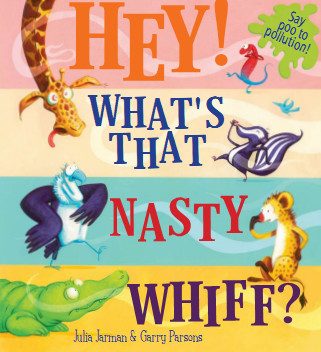 HEY!
Say
poo to
pollution!
WHAT'S
THAT
NASTY
WHIFF?
Julia Jarman & Garry Parsons